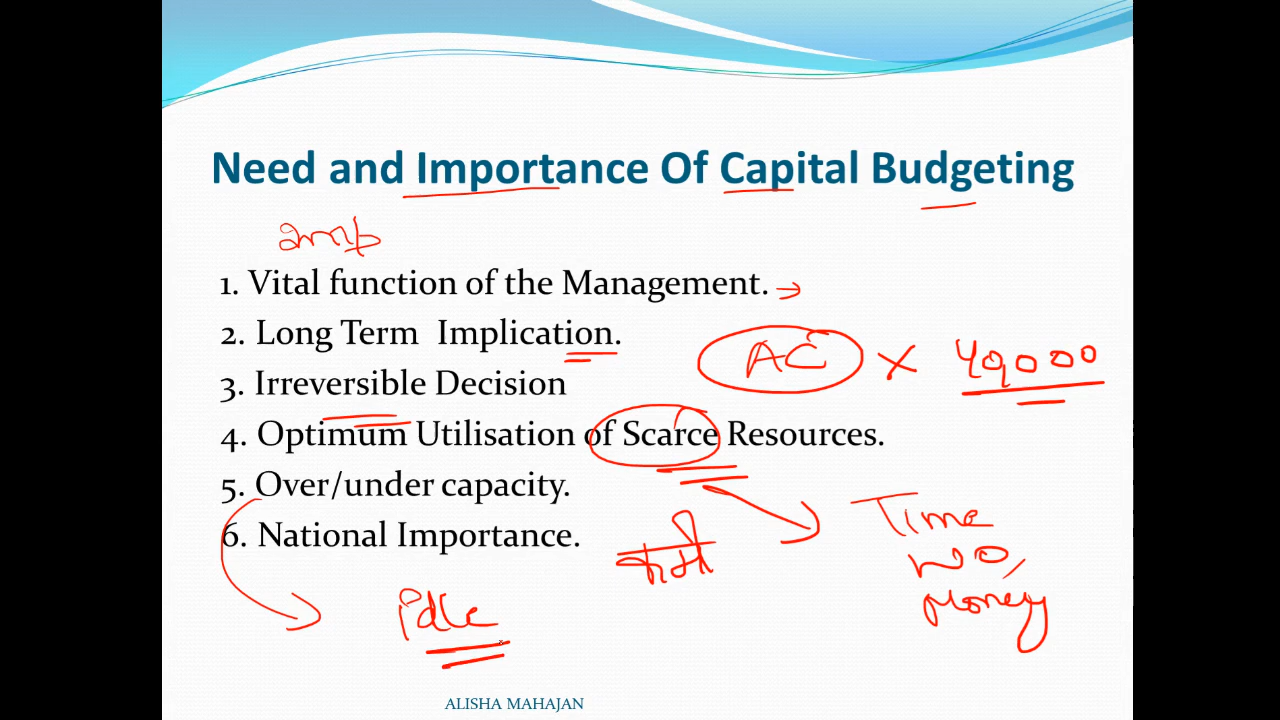 Need and Importance Of Capital Budgeting
imp
1. Vital function of the Management.
2. Long Term Implication.
AC × 40,000
3. Irreversible Decision
4. Optimum Utilisation of Scarce Resources.
5. Over/under capacity.
Time
6. National Importance.
कमी
Money
idle
ALISHA MAHAJAN